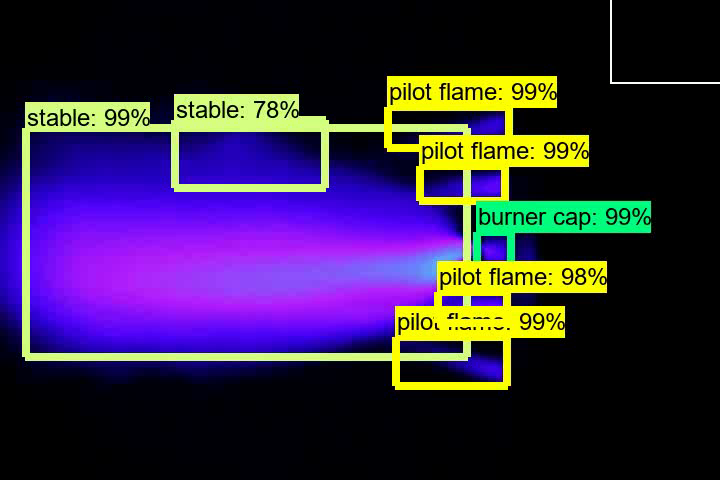 pilot flame: 99%
stable: 78%
stable: 99%
pilot flame: 99%
burner cap: 99%
pilot flame: 98%
pilot flame: 99%